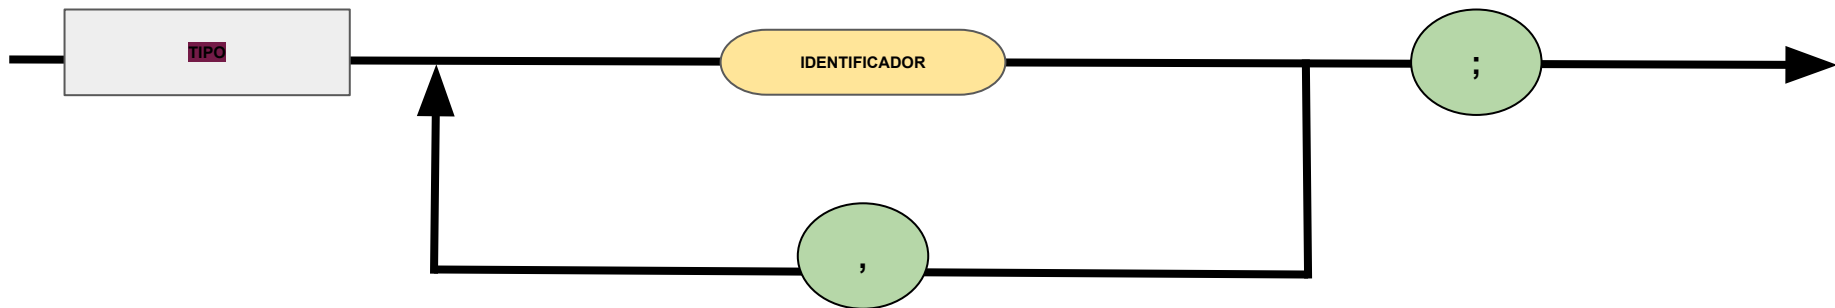 TIPO
IDENTIFICADOR
;
,